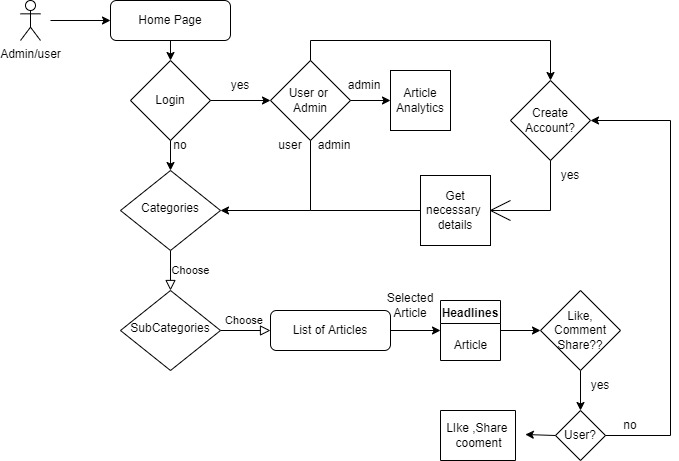 Home Page
Admin/user
Login
yes
User or
Admin
admin
Article
Analytics
Create
Account?
no
user
admin
yes
Categories
Get
necessary
details
Choose
SubCategories
Choose
List of Articles
Selected
Article
Headlines
Article
Like,
Comment
Share??
yes
LIke ,Share
cooment
User?
no